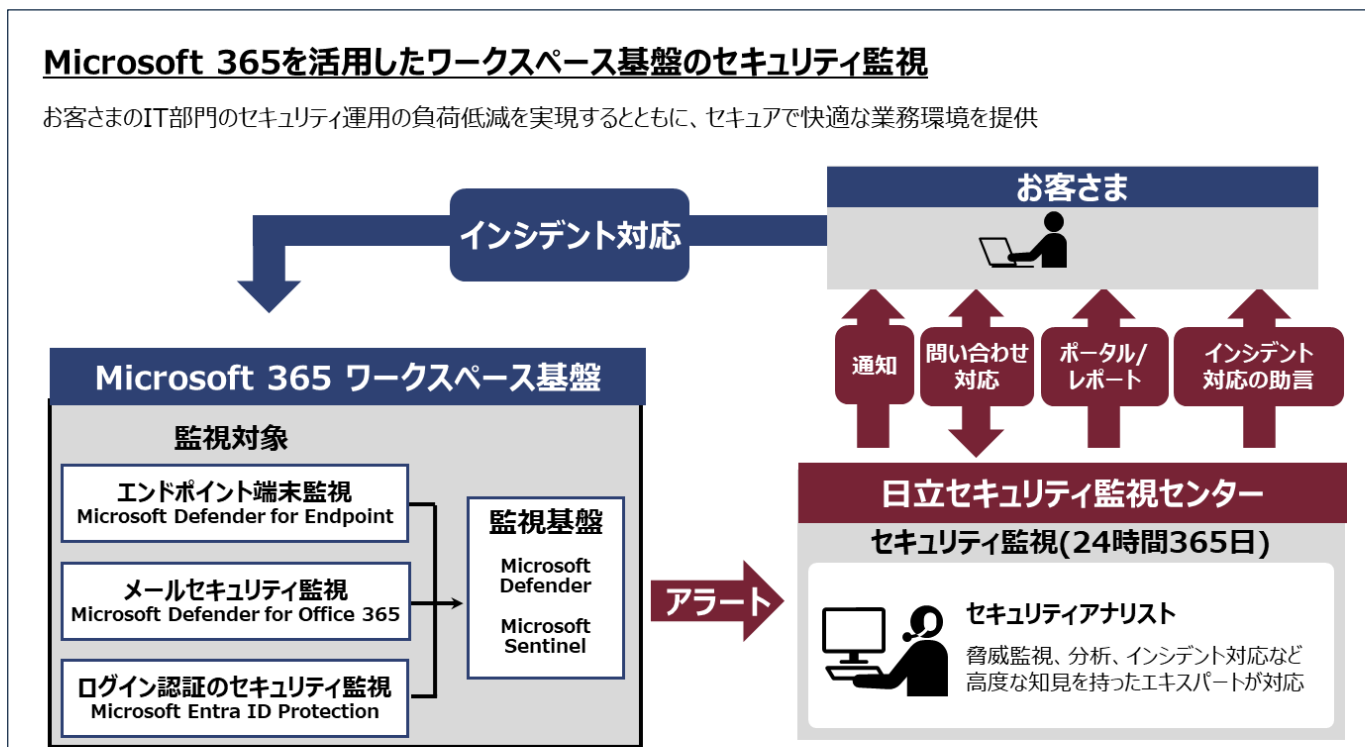 Microsoft 365を活用したワークスペース基盤のセキュリティ監視
お客さまのIT部門のセキュリティ運用の負荷低減を実現するとともに、セキュアで快適な業務環境を提供
お客さま
インシデント対応
通知
問い合わせ
対応
ポータル/
レポート
インシデント
対応の助言
Microsoft 365 ワークスペース基盤
監視対象
エンドポイント端末監視
Microsoft Defender for Endpoint
メールセキュリティ監視
Microsoft Defender for Office 365
ログイン認証のセキュリティ監視
Microsoft Entra ID Protection
監視基盤
Microsoft
Defender
Microsoft
Sentinel
アラート
日立セキュリティ監視センター
セキュリティ監視(24時間365日)
セキュリティアナリスト
脅威監視、分析、インシデント対応など
高度な知見を持ったエキスパートが対応